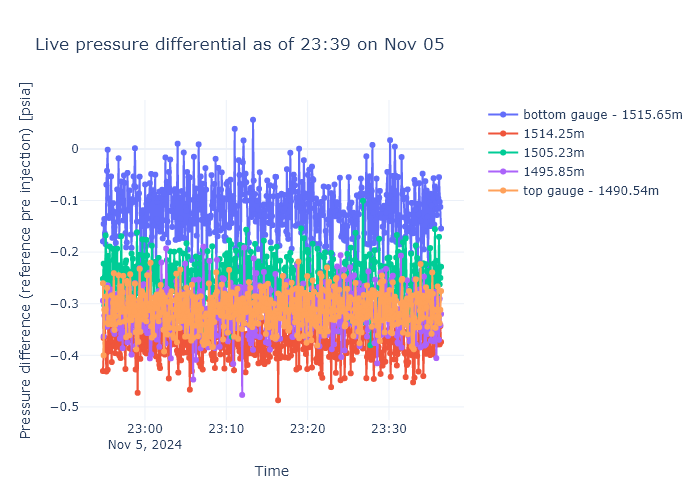 Live pressure differential as of 23:39 on Nov 05
Pressure difference (reference pre injection) [psia]
0
−0.1
−0.2
−0.3
−0.4
−0.5
23:00
Nov 5, 2024
23:10
23:20
23:30
Time
bottom gauge - 1515.65m
1514.25m
1505.23m
1495.85m
top gauge - 1490.54m